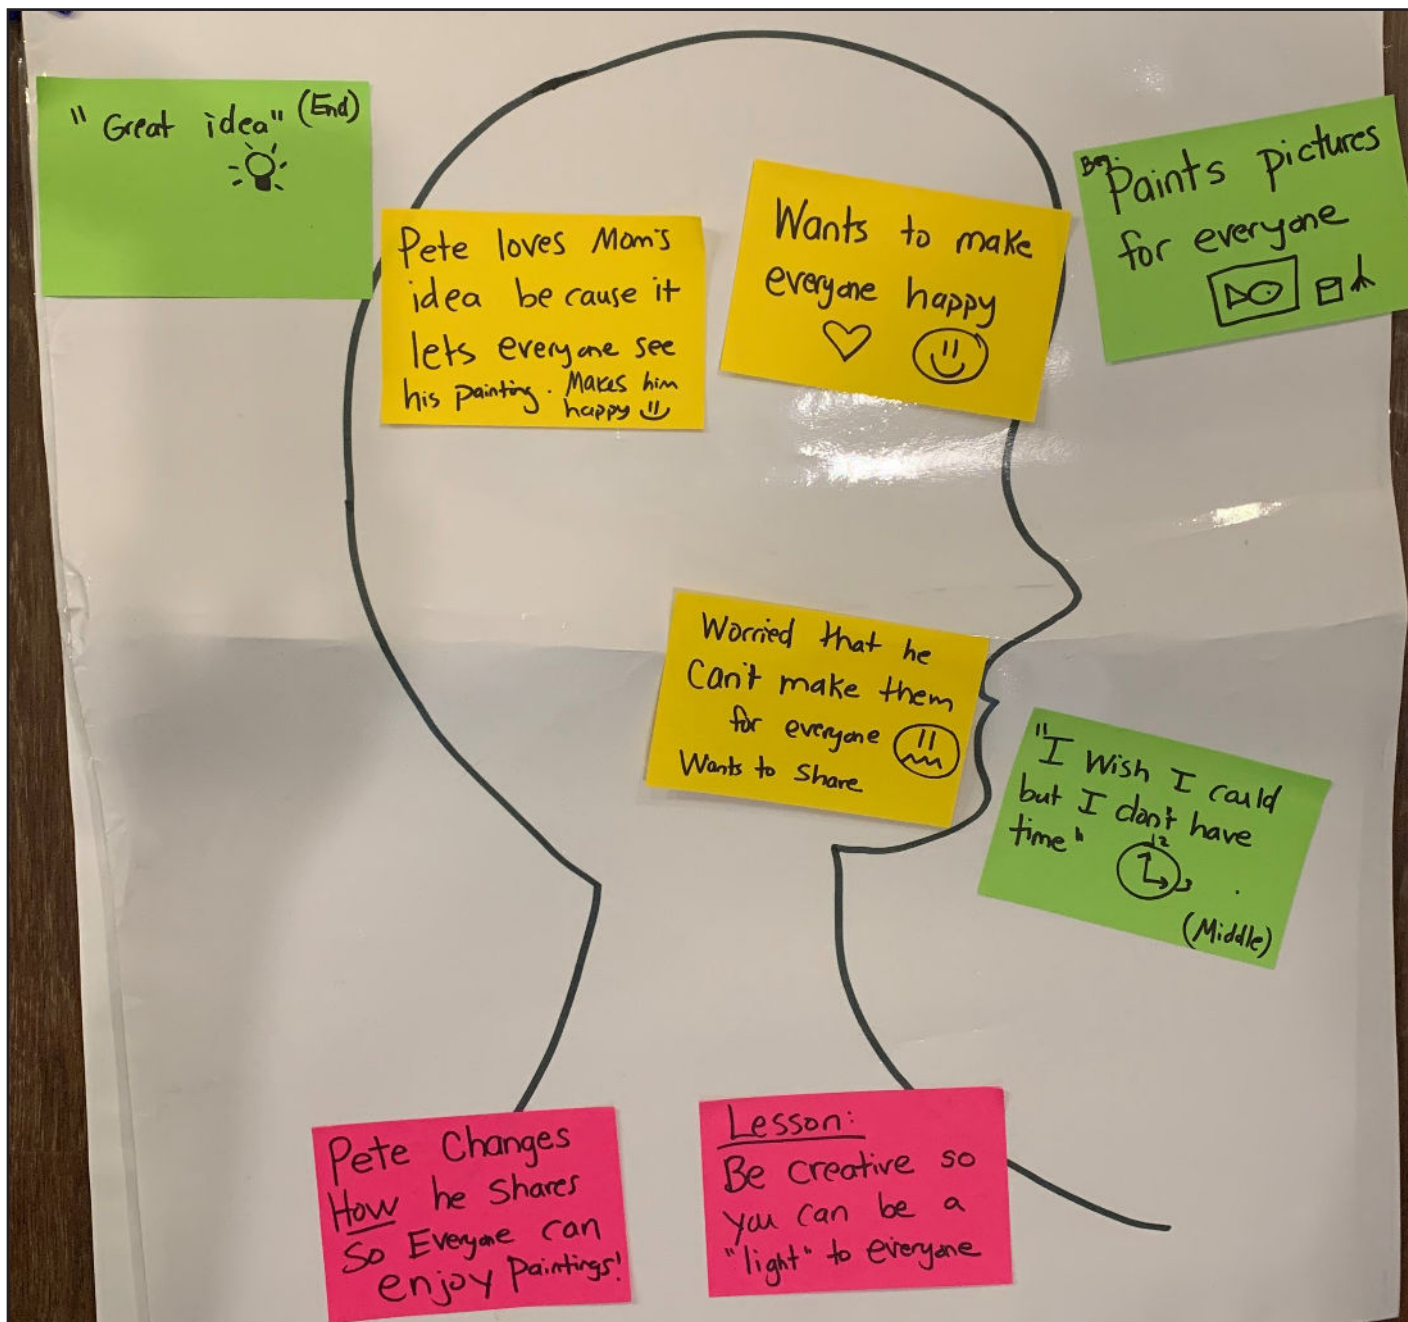 "Great idea" (End)
Pete loves Mom's
idea because it
lets everyone see
his painting. Makes him
happy
Wants to make
everyone happy
Beg.
Paints pictures
for everyone
Worried that he
Can't make them
for everyone
Wants to share
"I wish I could
but I don't have
time"
12
3
(Middle)
Pete Changes
How he shares
So Everyone can
enjoy Paintings!
Lesson:
Be creative so
you can be a
"light" to everyone